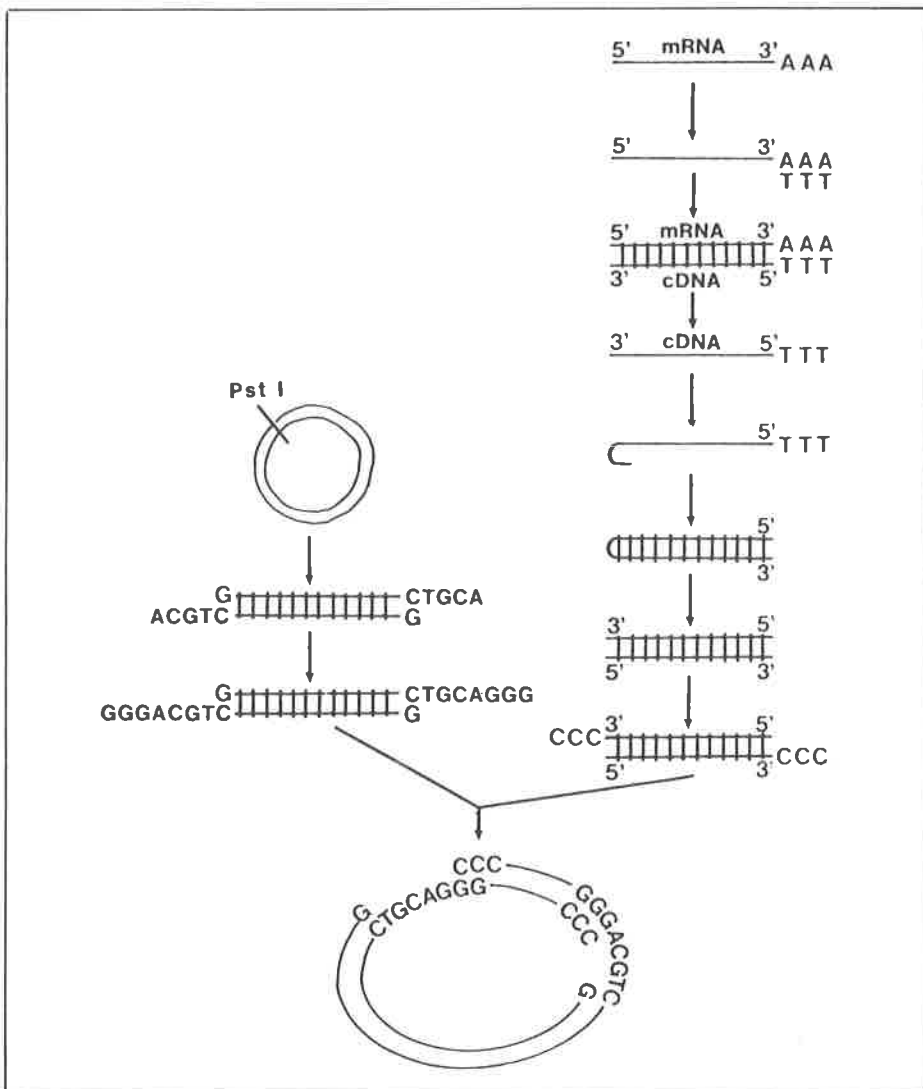 5' mRNA 3' AAA
5' 3' AAA
TTT
5' mRNA 3' AAA
3' cDNA 5' TTT
3' cDNA 5' TTT
Pst I
5' TTT
5'
3'
G CTGCA
ACGTC G
3' 5'
5' 3'
G CTGCAGGG
GGGACGTC G
CCC 3' 5'
5' 3' CCC
CCC
G
CTGCAGGG
GGGACGTC
CCC
G